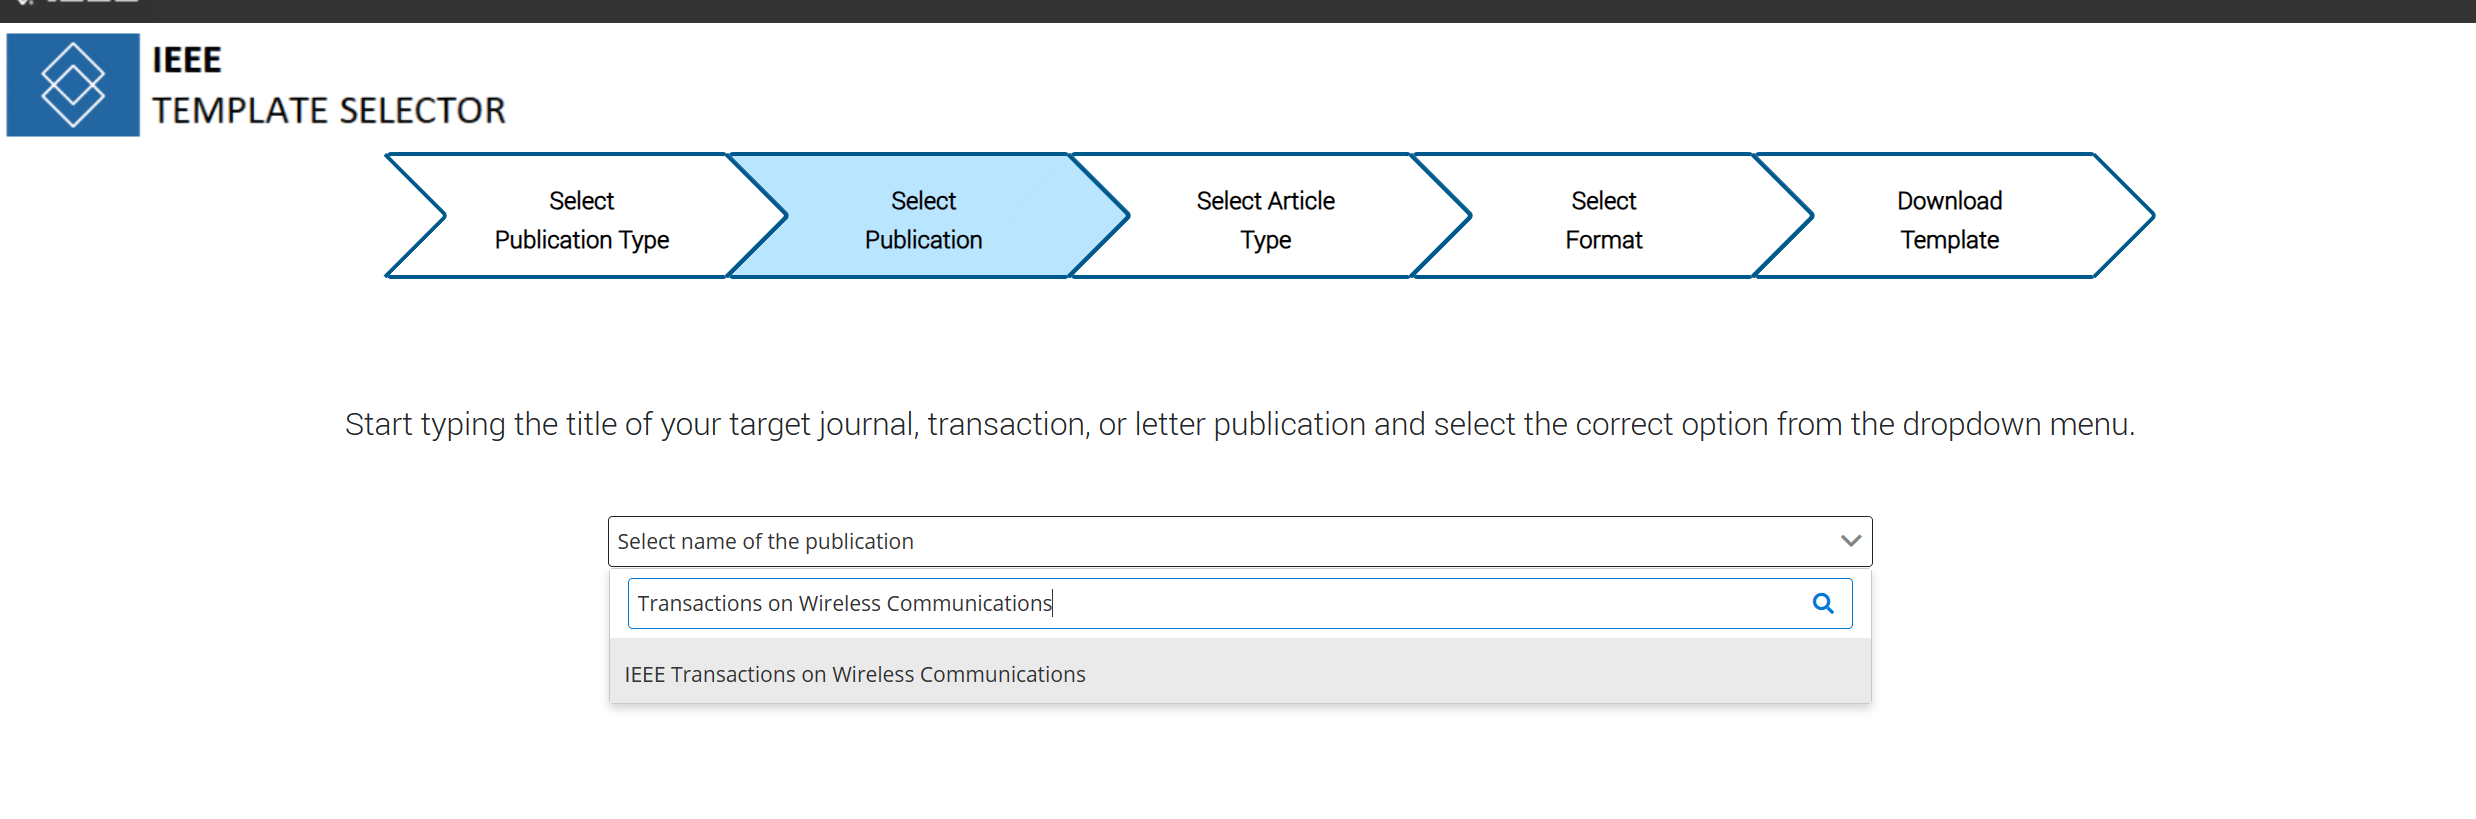 IEEE
TEMPLATE SELECTOR
Select
Publication Type
Select
Publication
Select Article
Type
Select
Format
Download
Template
Start typing the title of your target journal, transaction, or letter publication and select the correct option from the dropdown menu.
Select name of the publication
Transactions on Wireless Communications
IEEE Transactions on Wireless Communications